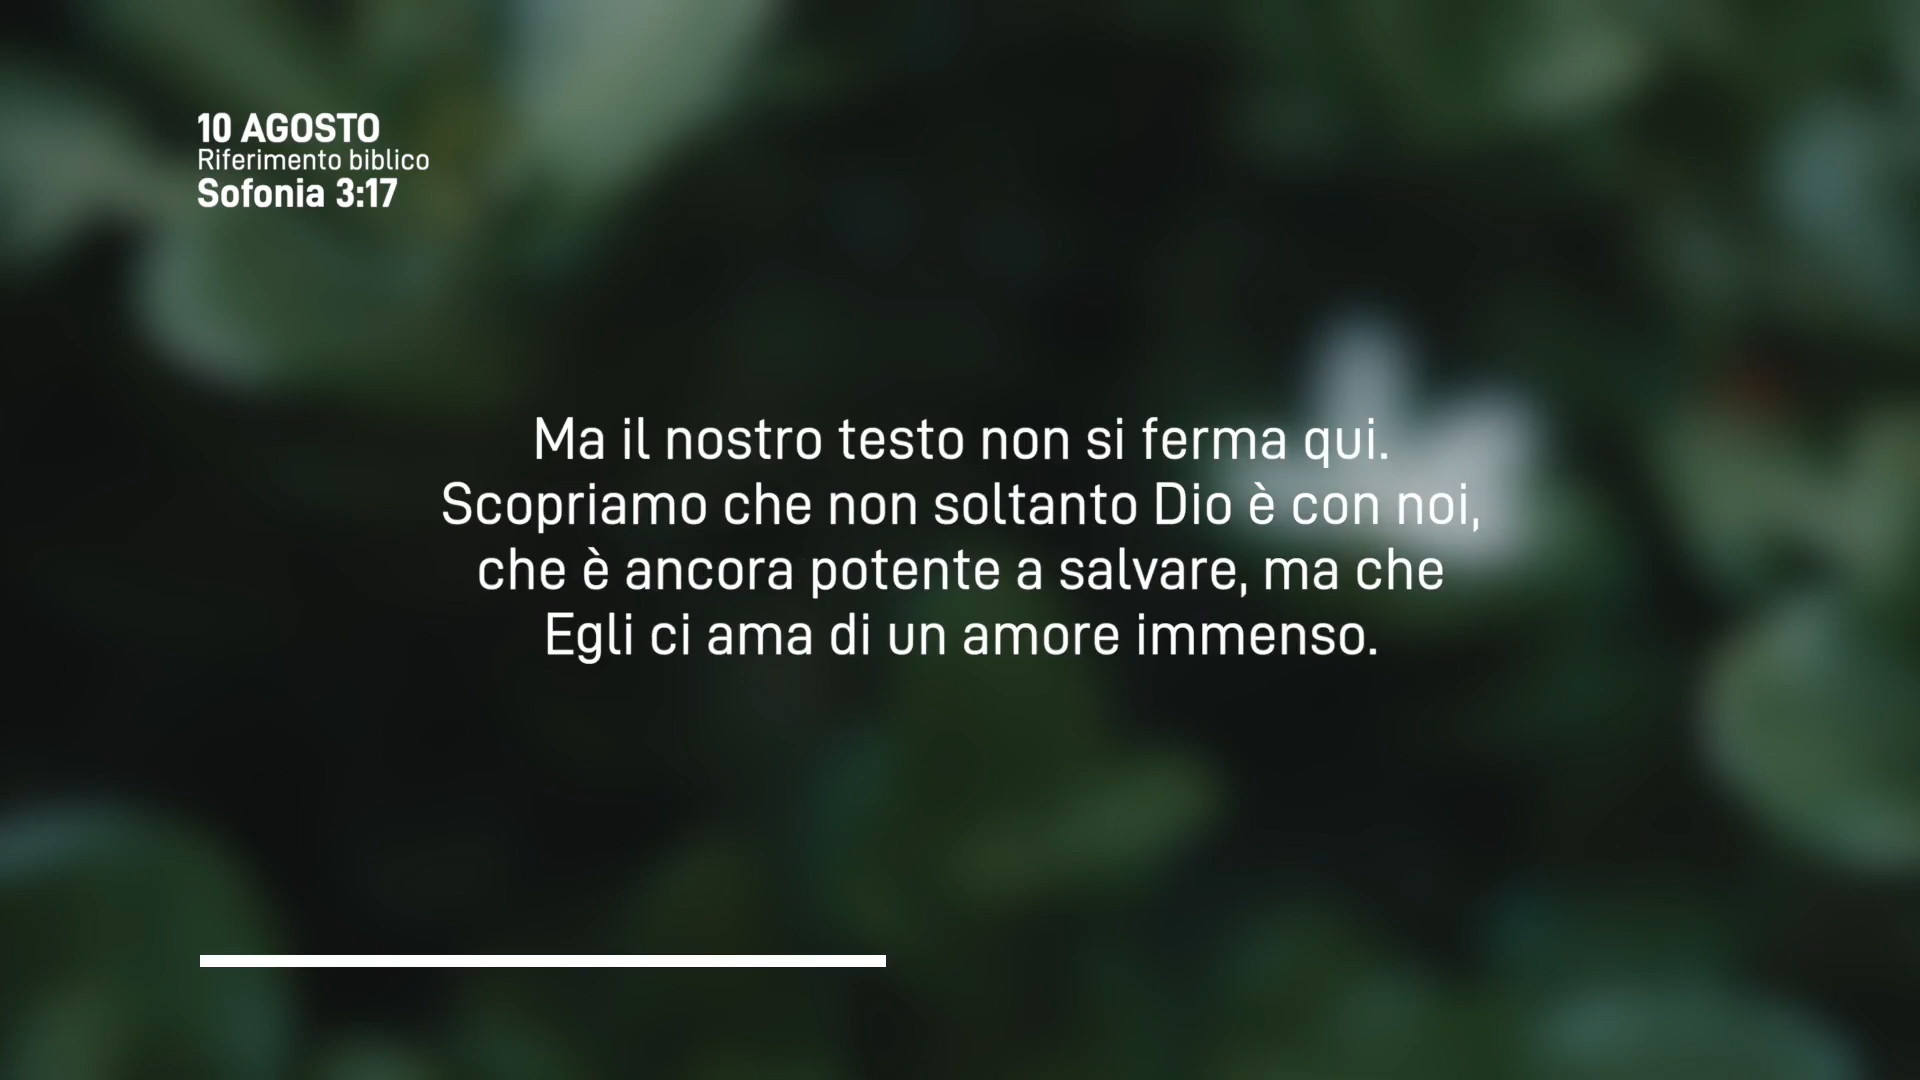 10 AGOSTO
Riferimento biblico
Sofonia 3:17
Ma il nostro testo non si ferma qui.
Scopriamo che non soltanto Dio è con noi,
che è ancora potente a salvare, ma che
Egli ci ama di un amore immenso.